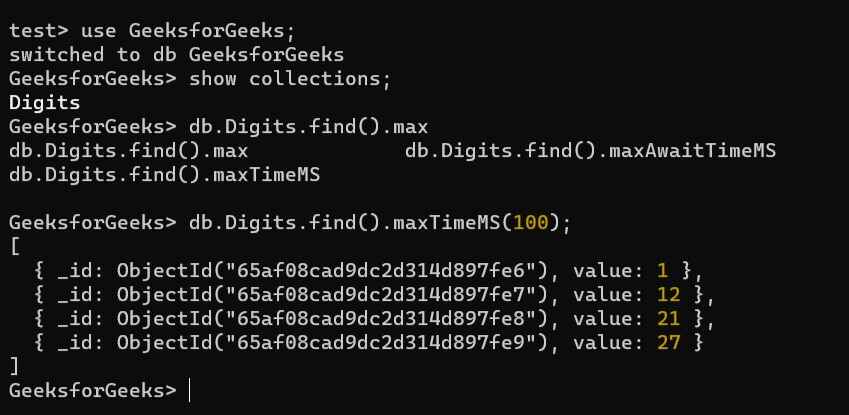 test> use GeeksforGeeks;
switched to db GeeksforGeeks
GeeksforGeeks> show collections;
Digits
GeeksforGeeks> db.Digits.find().max
db.Digits.find().max             db.Digits.find().maxAwaitTimeMS
db.Digits.find().maxTimeMS
GeeksforGeeks> db.Digits.find().maxTimeMS(100);
[
  { _id: ObjectId("65af08cad9dc2d314d897fe6"), value: 1 },
  { _id: ObjectId("65af08cad9dc2d314d897fe7"), value: 12 },
  { _id: ObjectId("65af08cad9dc2d314d897fe8"), value: 21 },
  { _id: ObjectId("65af08cad9dc2d314d897fe9"), value: 27 }
]
GeeksforGeeks>